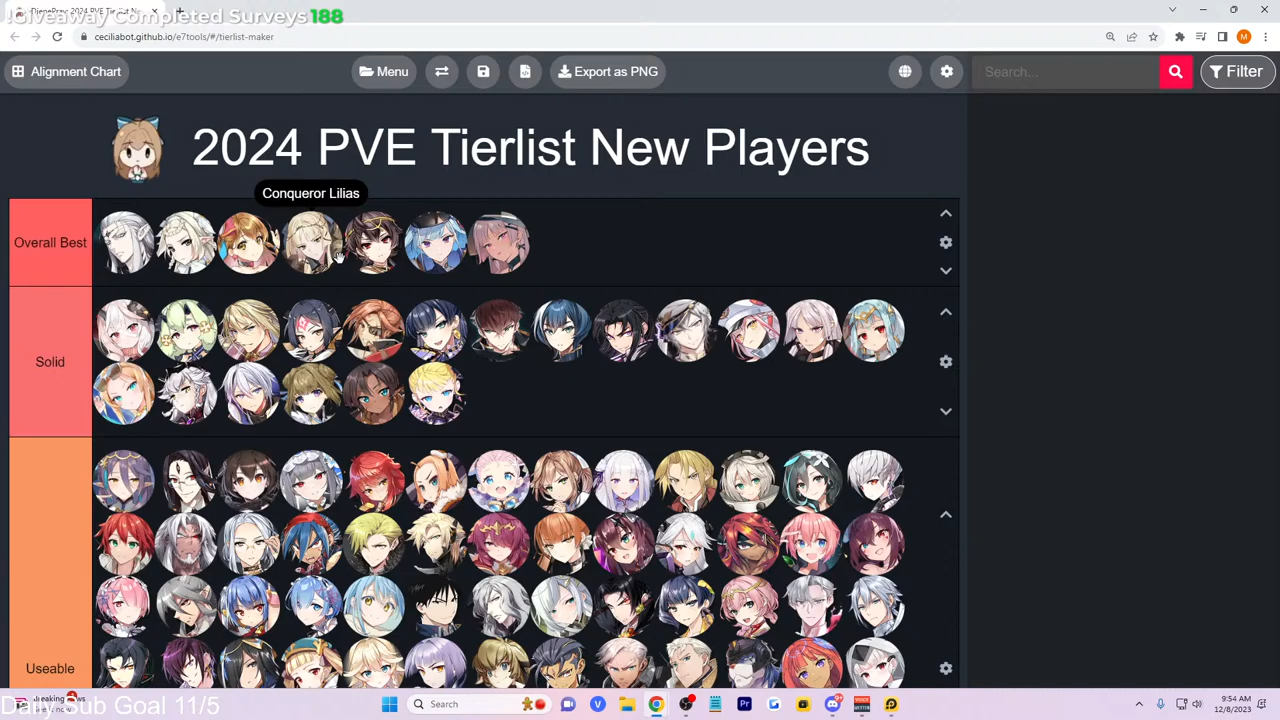 !Giveaway Completed Surveys 188
ceciliabot.github.io/e7tools/#/tierlist-maker
Alignment Chart
Menu
Export as PNG
Search...
Filter
2024 PVE Tierlist New Players
Conqueror Lilias
Overall Best
Solid
Useable
Daily Sub Goal 11/5
Search
9:54 AM
12/8/2023